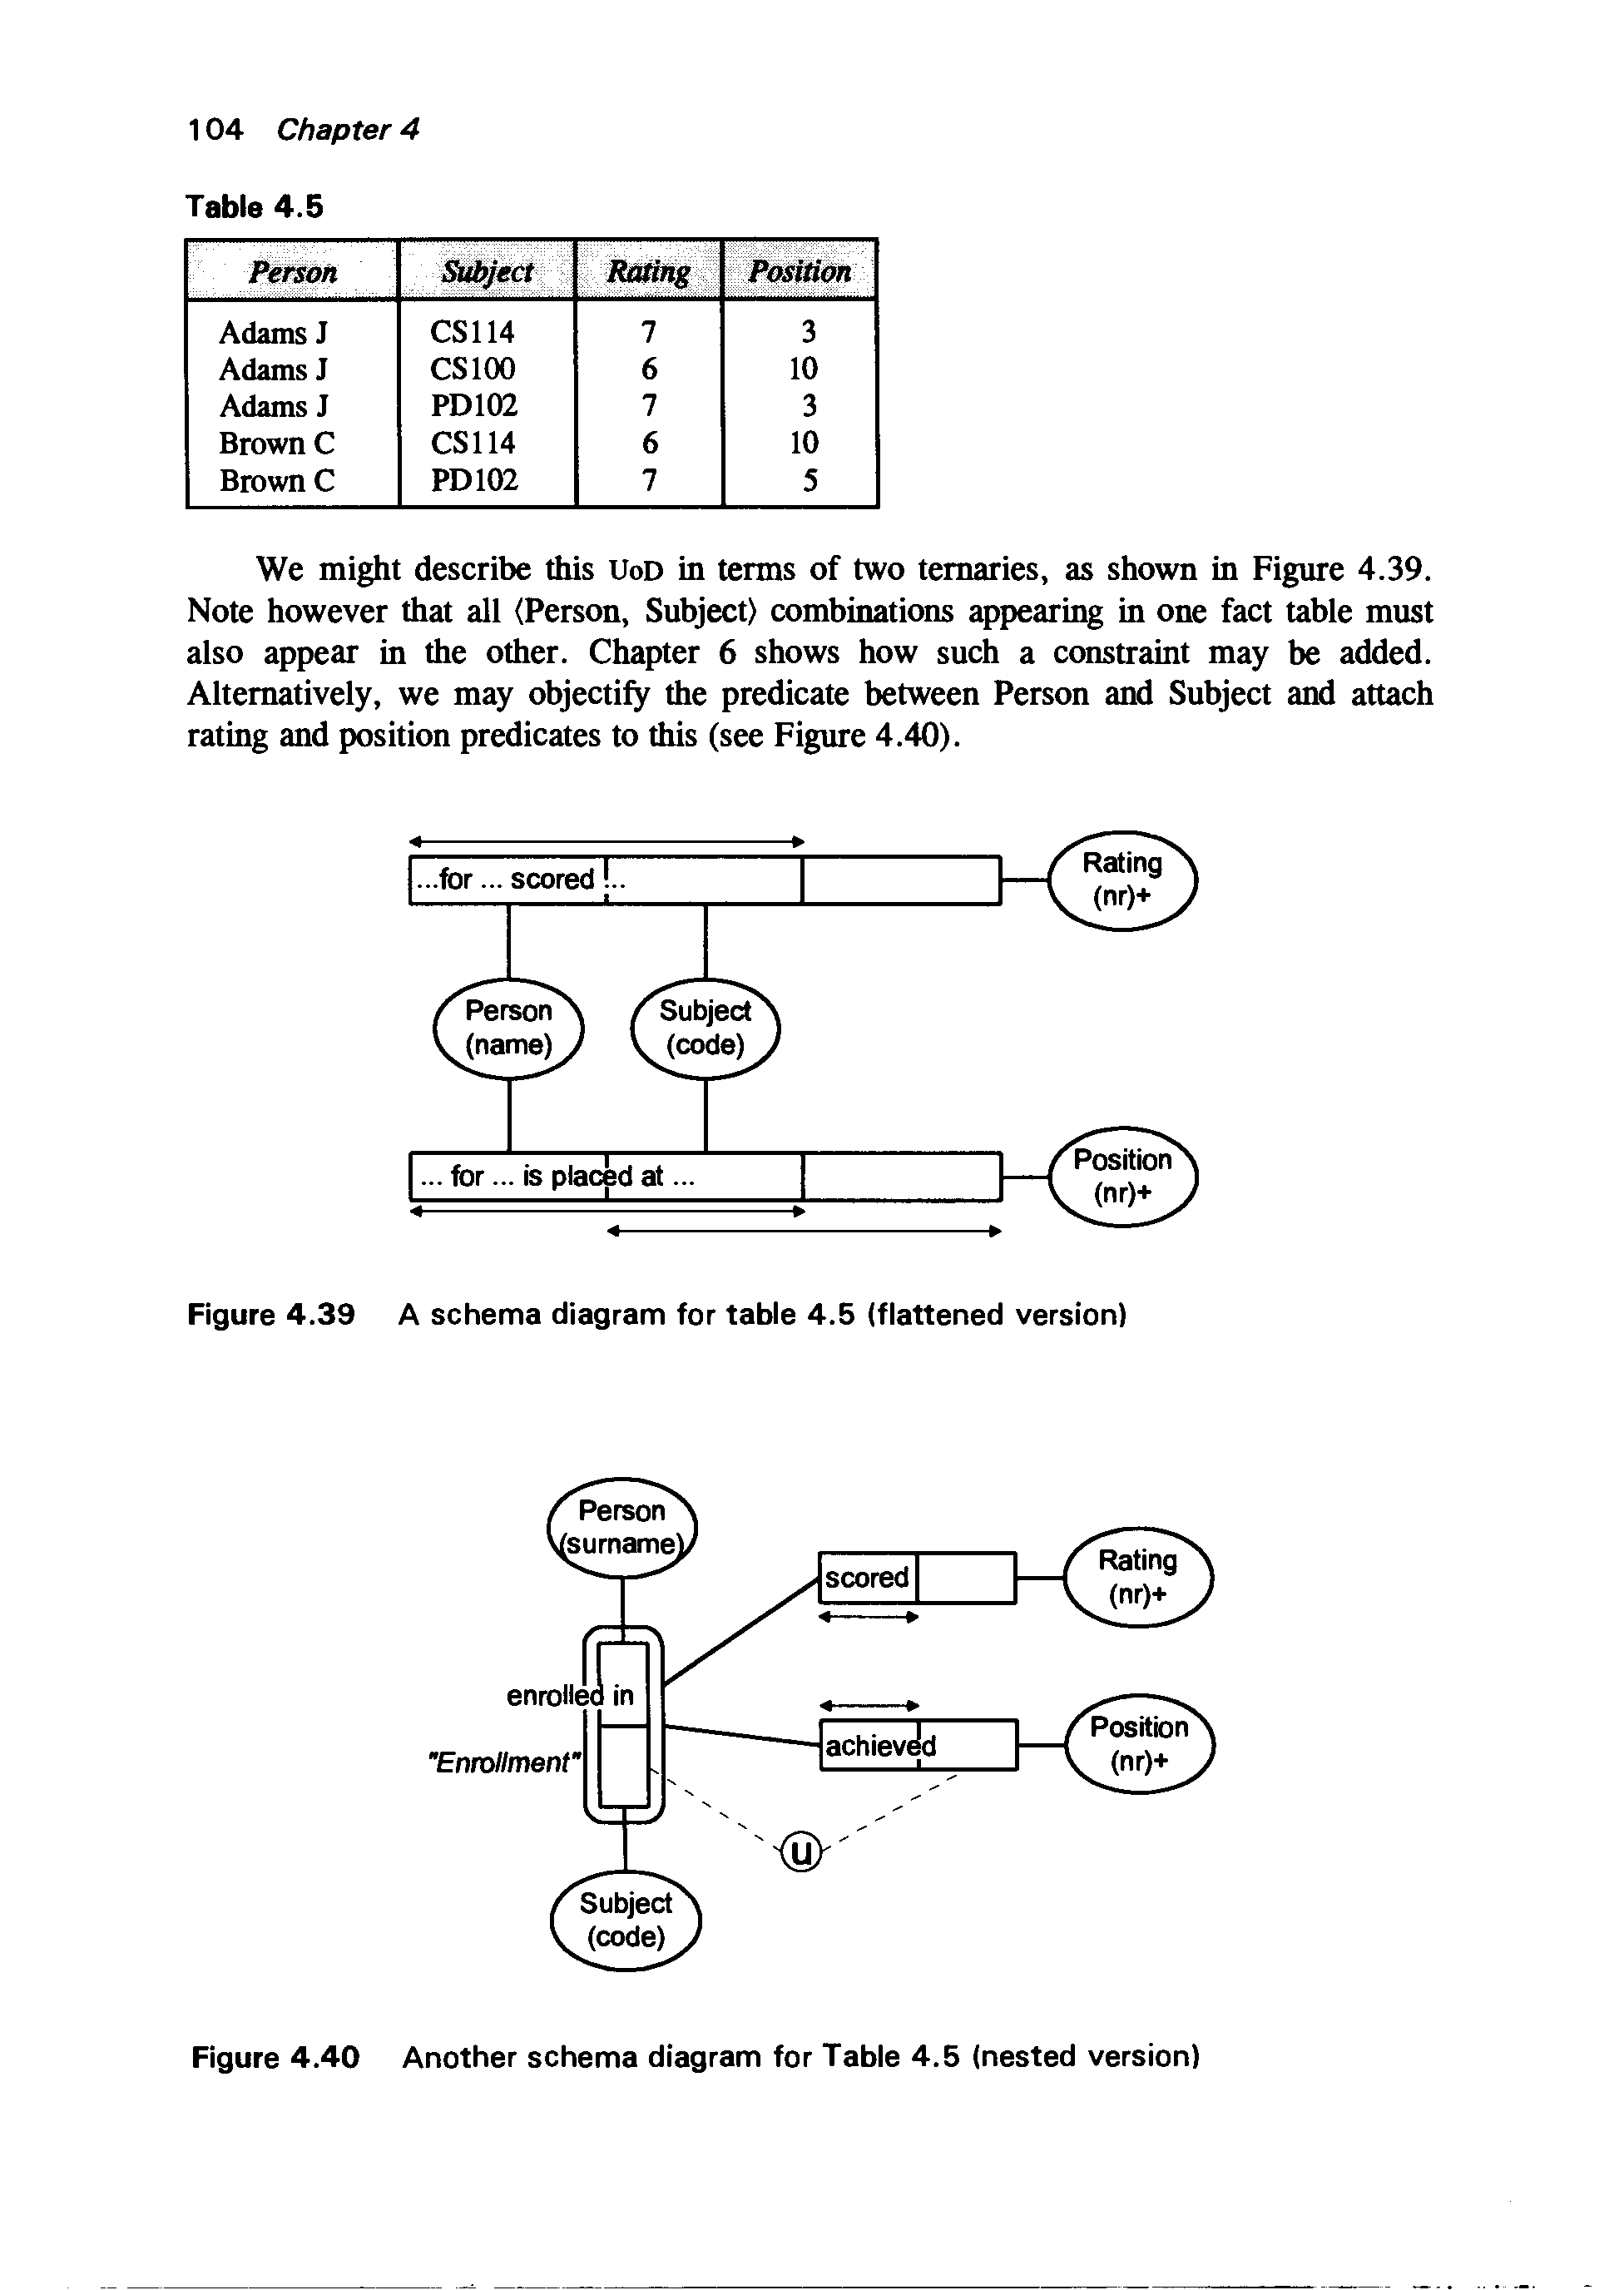 104 Chapter 4
Table 4.5
Person Subject Rating Position
Adams J CS114 7 3
Adams J CS100 6 10
Adams J PD102 7 3
Brown C CS114 6 10
Brown C PD102 7 5
We might describe this UoD in terms of two ternaries, as shown in Figure 4.39.
Note however that all ⟨Person, Subject⟩ combinations appearing in one fact table must
also appear in the other. Chapter 6 shows how such a constraint may be added.
Alternatively, we may objectify the predicate between Person and Subject and attach
rating and position predicates to this (see Figure 4.40).
...for ... scored ...
Rating
(nr)+
Person
(name)
Subject
(code)
... for ... is placed at ...
Position
(nr)+
Figure 4.39 A schema diagram for table 4.5 (flattened version)
Person
(surname)
scored
Rating
(nr)+
enrolled in
"Enrollment"
achieved
Position
(nr)+
u
Subject
(code)
Figure 4.40 Another schema diagram for Table 4.5 (nested version)